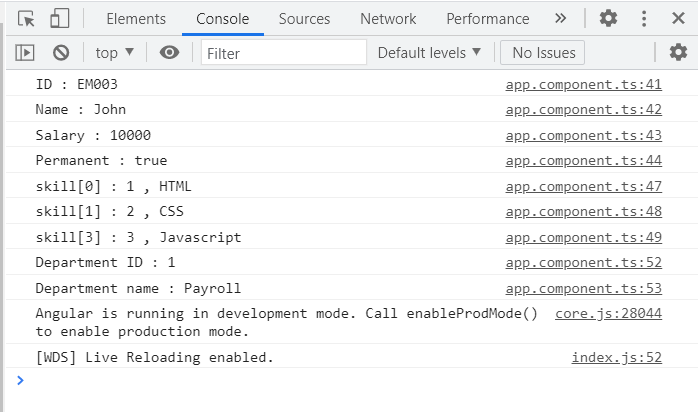 Elements Console Sources Network Performance »
top ▼ Filter Default levels ▼ No Issues
ID : EM003 app.component.ts:41
Name : John app.component.ts:42
Salary : 10000 app.component.ts:43
Permanent : true app.component.ts:44
skill[0] : 1 , HTML app.component.ts:47
skill[1] : 2 , CSS app.component.ts:48
skill[3] : 3 , Javascript app.component.ts:49
Department ID : 1 app.component.ts:52
Department name : Payroll app.component.ts:53
Angular is running in development mode. Call enableProdMode() core.js:28044
to enable production mode.
[WDS] Live Reloading enabled. index.js:52